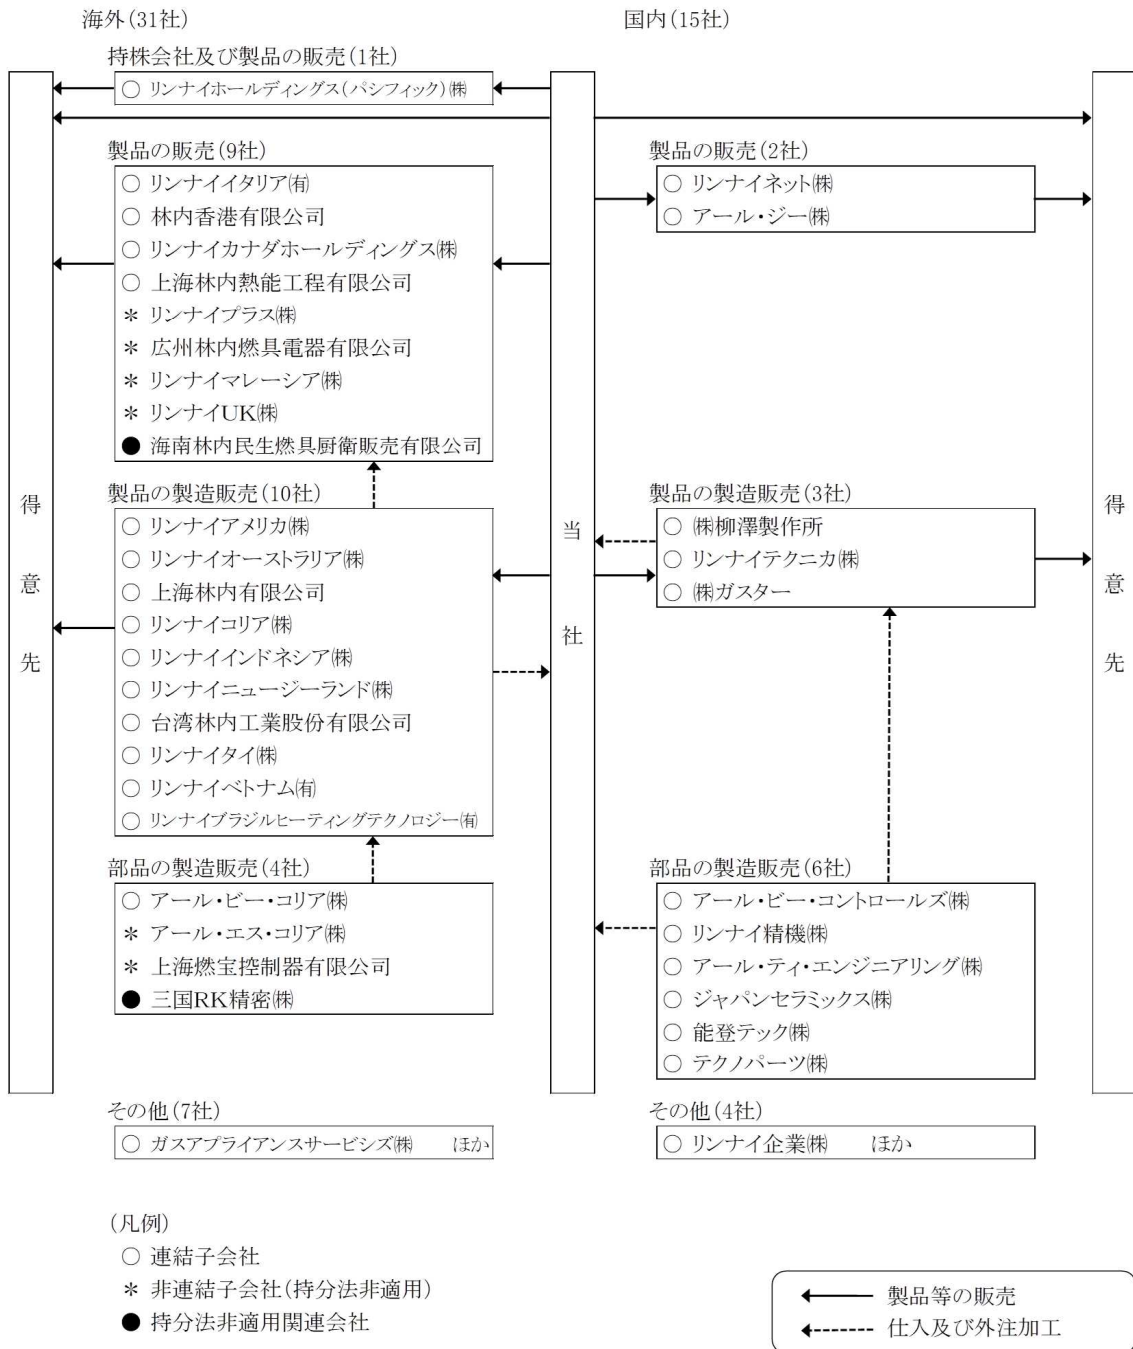 海外(31社)
国内(15社)
持株会社及び製品の販売(1社)
○ リンナイホールディングス(パシフィック)㈱
製品の販売(9社)
○ リンナイイタリア㈲
○ 林内香港有限公司
○ リンナイカナダホールディングス㈱
○ 上海林内熱能工程有限公司
* リンナイプラス㈱
* 広州林内燃具電器有限公司
* リンナイマレーシア㈱
* リンナイUK㈱
● 海南林内民生燃具厨衛販売有限公司
製品の製造販売(10社)
○ リンナイアメリカ㈱
○ リンナイオーストラリア㈱
○ 上海林内有限公司
○ リンナイコリア㈱
○ リンナイインドネシア㈱
○ リンナイニュージーランド㈱
○ 台湾林内工業股份有限公司
○ リンナイタイ㈱
○ リンナイベトナム㈲
○ リンナイブラジルヒーティングテクノロジー㈲
部品の製造販売(4社)
○ アール・ビー・コリア㈱
* アール・エス・コリア㈱
* 上海燃宝控制器有限公司
● 三国RK精密㈱
その他(7社)
○ ガスアプライアンスサービシズ㈱ ほか
得意先
当社
製品の販売(2社)
○ リンナイネット㈱
○ アール・ジー㈱
製品の製造販売(3社)
○ ㈱柳澤製作所
○ リンナイテクニカ㈱
○ ㈱ガスター
部品の製造販売(6社)
○ アール・ビー・コントロールズ㈱
○ リンナイ精機㈱
○ アール・ティ・エンジニアリング㈱
○ ジャパンセラミックス㈱
○ 能登テック㈱
○ テクノパーツ㈱
その他(4社)
○ リンナイ企業㈱ ほか
得意先
(凡例)
○ 連結子会社
* 非連結子会社(持分法非適用)
● 持分法非適用関連会社
製品等の販売
仕入及び外注加工